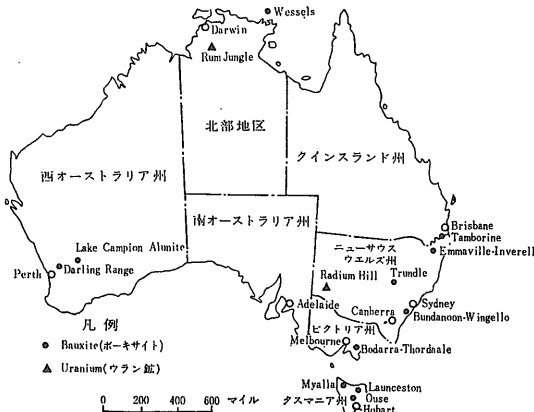 Wessels
Darwin
Rum Jungle
北部地区
クインスランド州
西オーストラリア州
南オーストラリア州
Brisbane
Tamborine
ニューサウス
ウエルズ州
Emmaville-Inverell
Lake Campion Alunite
Darling Range
Perth
Radium Hill
Trundle
Adelaide
Sydney
Canberra
Bundanoon-Wingello
凡例
ビクトリア州
Melbourne
Bodarra-Thorndale
Bauxite(ボーキサイト)
Uranium(ウラン鉱)
Myalla
Launceston
タスマニア州
Ouse
Hobart
0 200 400 600 マイル